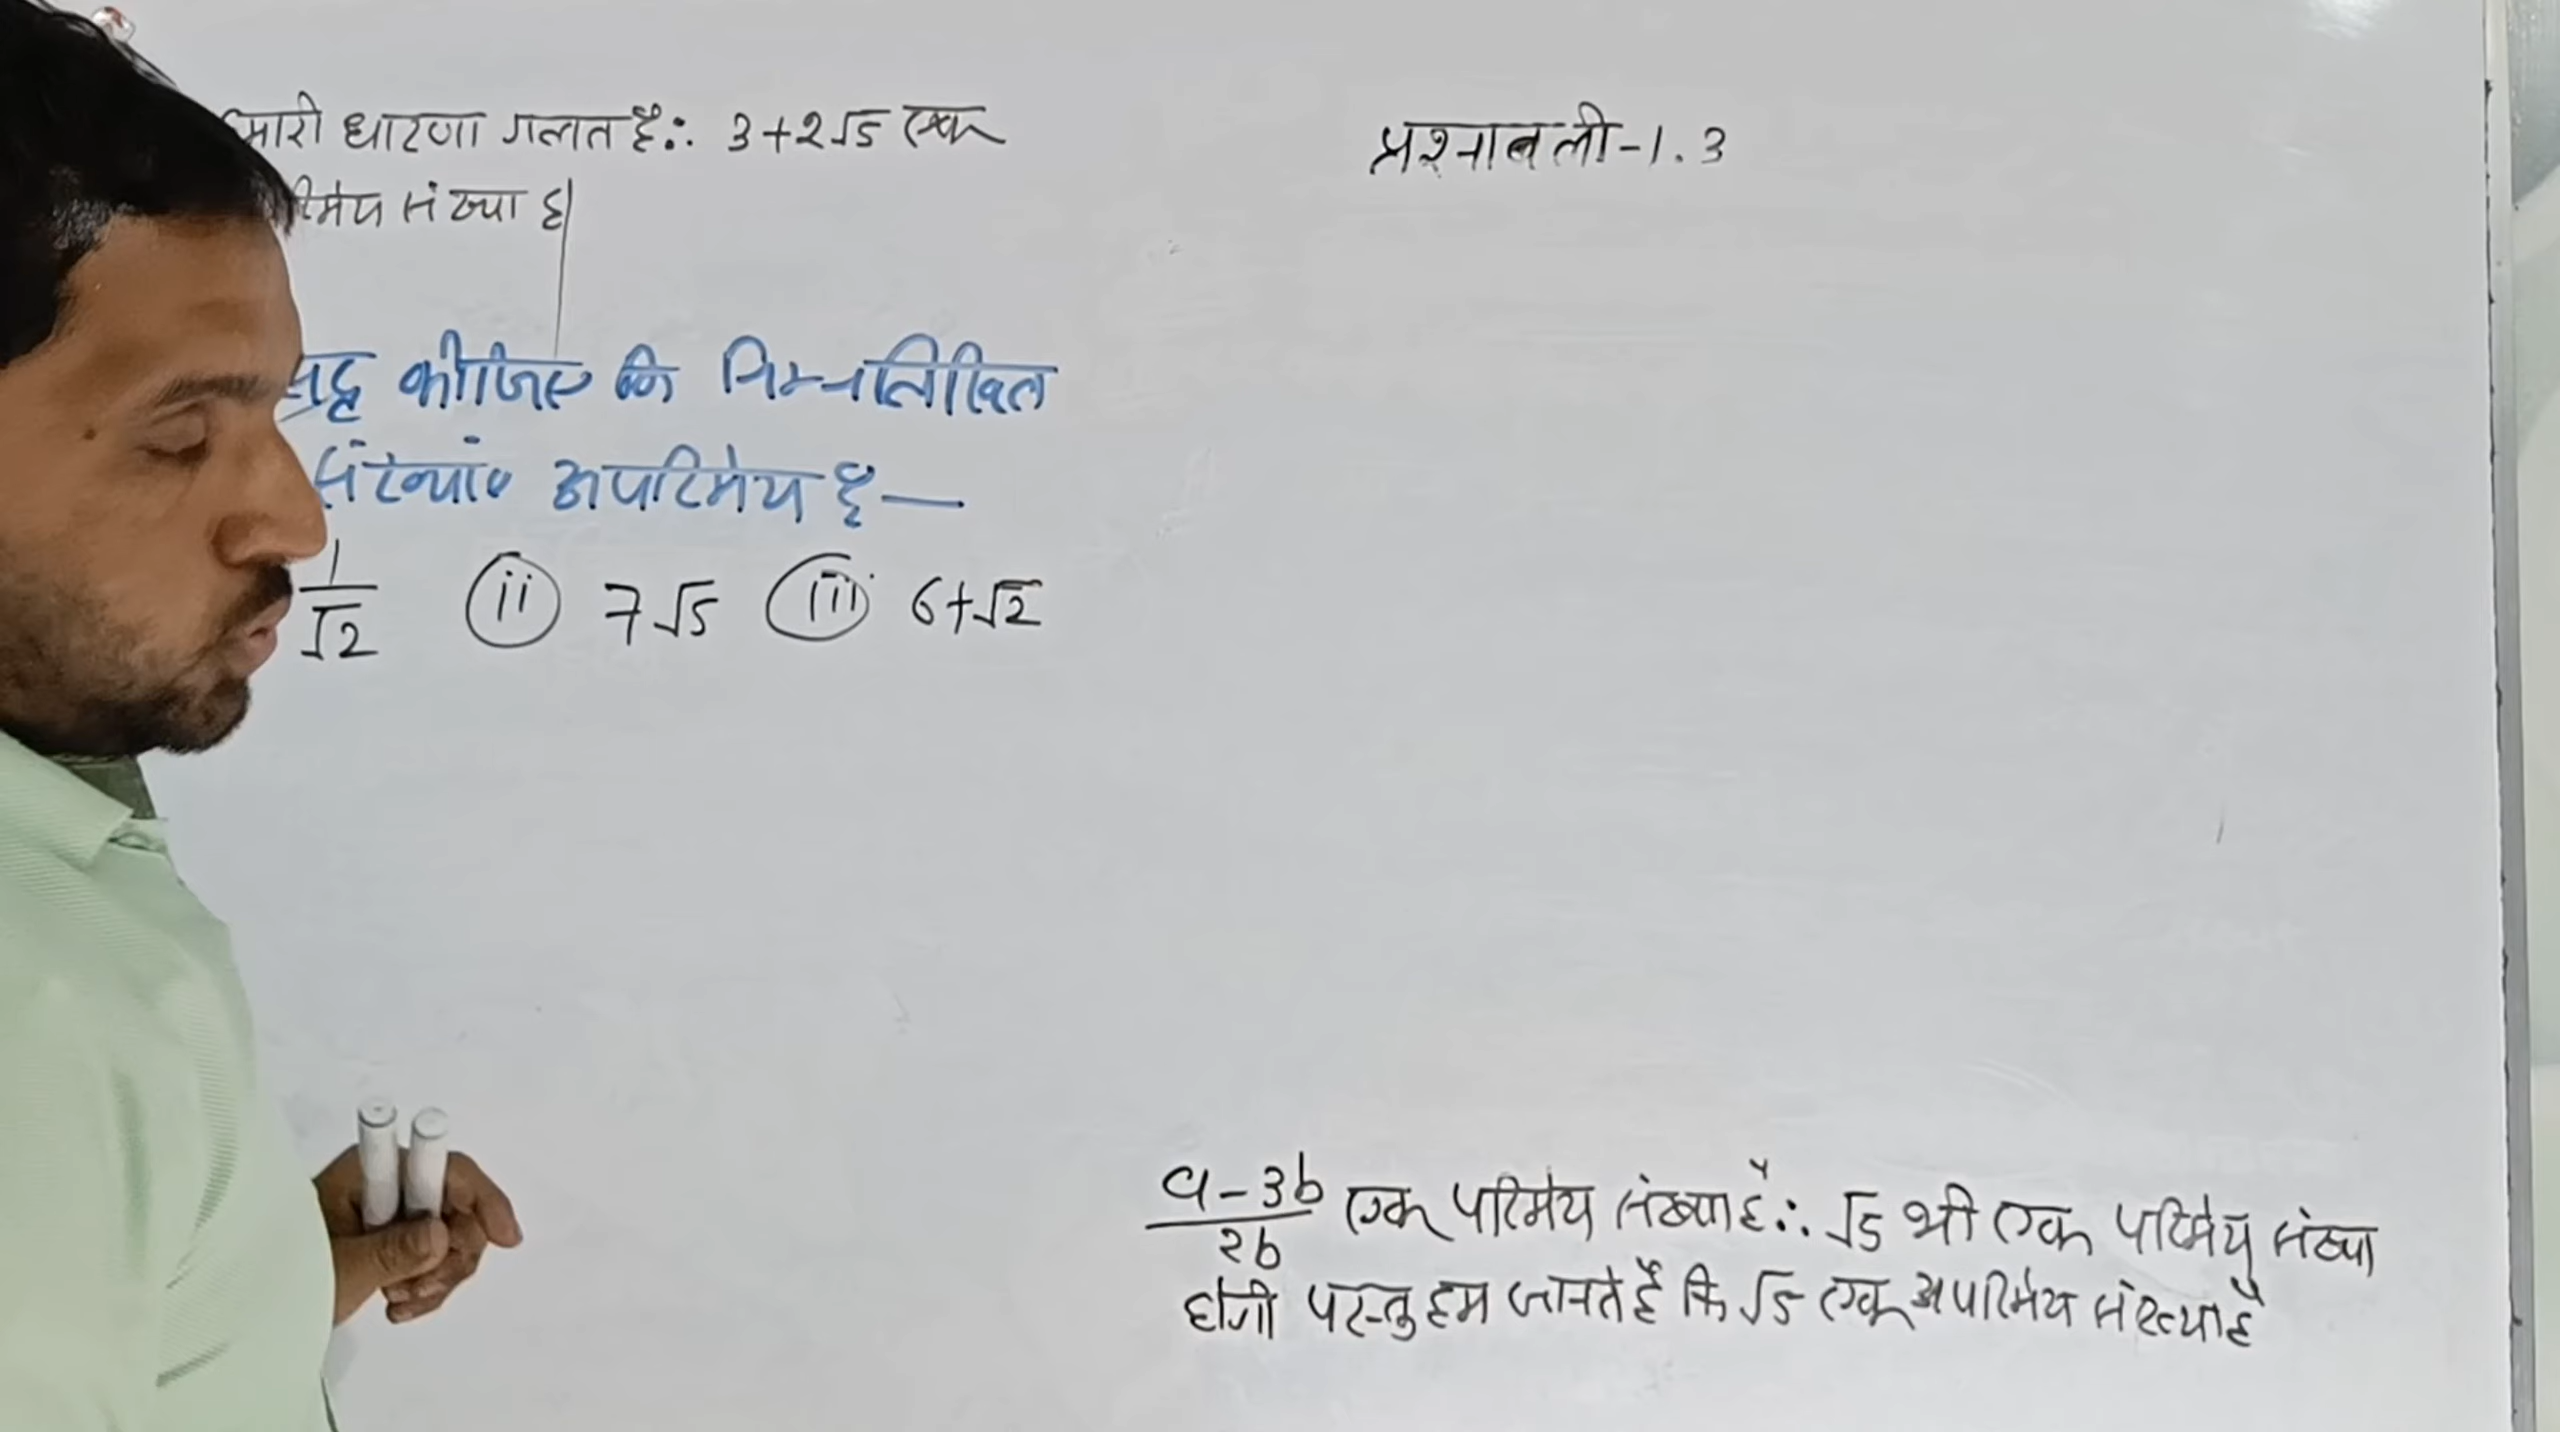 मारी धारणा गलत है ∴ 3+2√5 एक
रिमेय संख्या है|
प्रश्नावली-1.3
सिद्ध कीजिए कि निम्नलिखित
संख्याएं अपरिमेय है—
1/√2 (ii) 7√5 (iii) 6+√2
(a-3b)/2b एक परिमेय संख्या है ∴ √5 भी एक परिमेय संख्या
होगी परन्तु हम जानते है कि √5 एक अपरिमेय संख्या है